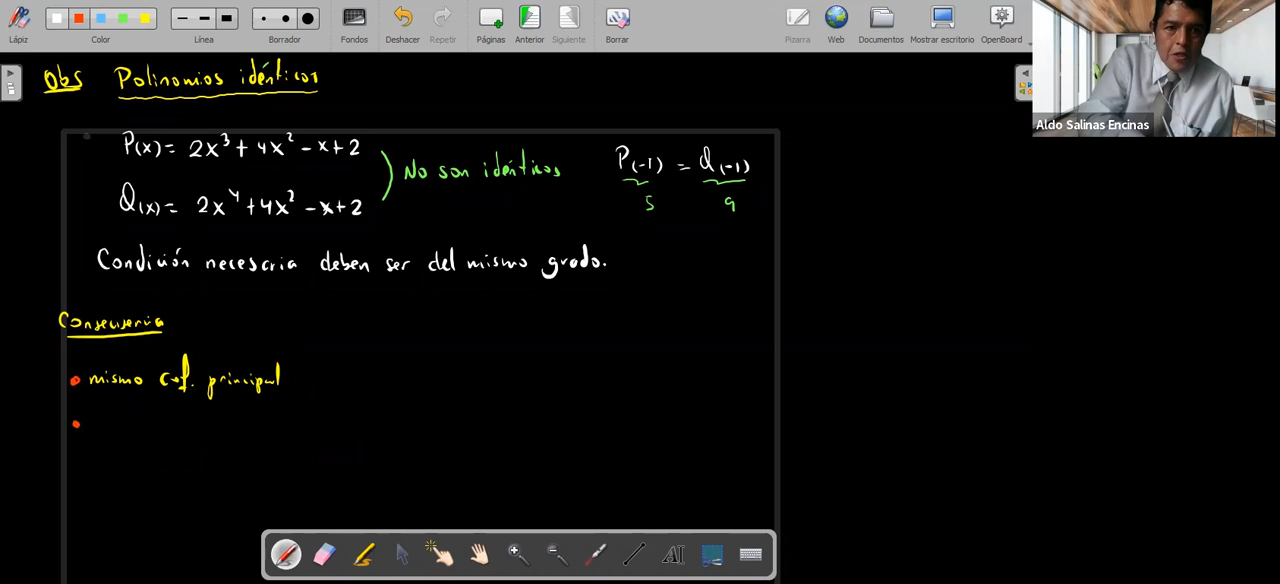 Lápiz
Color
Línea
Borrador
Fondos
Deshacer
Repetir
Páginas
Anterior
Siguiente
Borrar
Pizarra
Web
Documentos
Mostrar escritorio
OpenBoard
Aldo Salinas Encinas
Obs Polinomios idénticos
P(x) = 2x³ + 4x² - x + 2
Q(x) = 2x⁴ + 4x² - x + 2
) No son idénticos
P(-1) = Q(-1)
5 9
Condición necesaria deben ser del mismo grado.
Consecuencia
• mismo cof. principal
•
AI